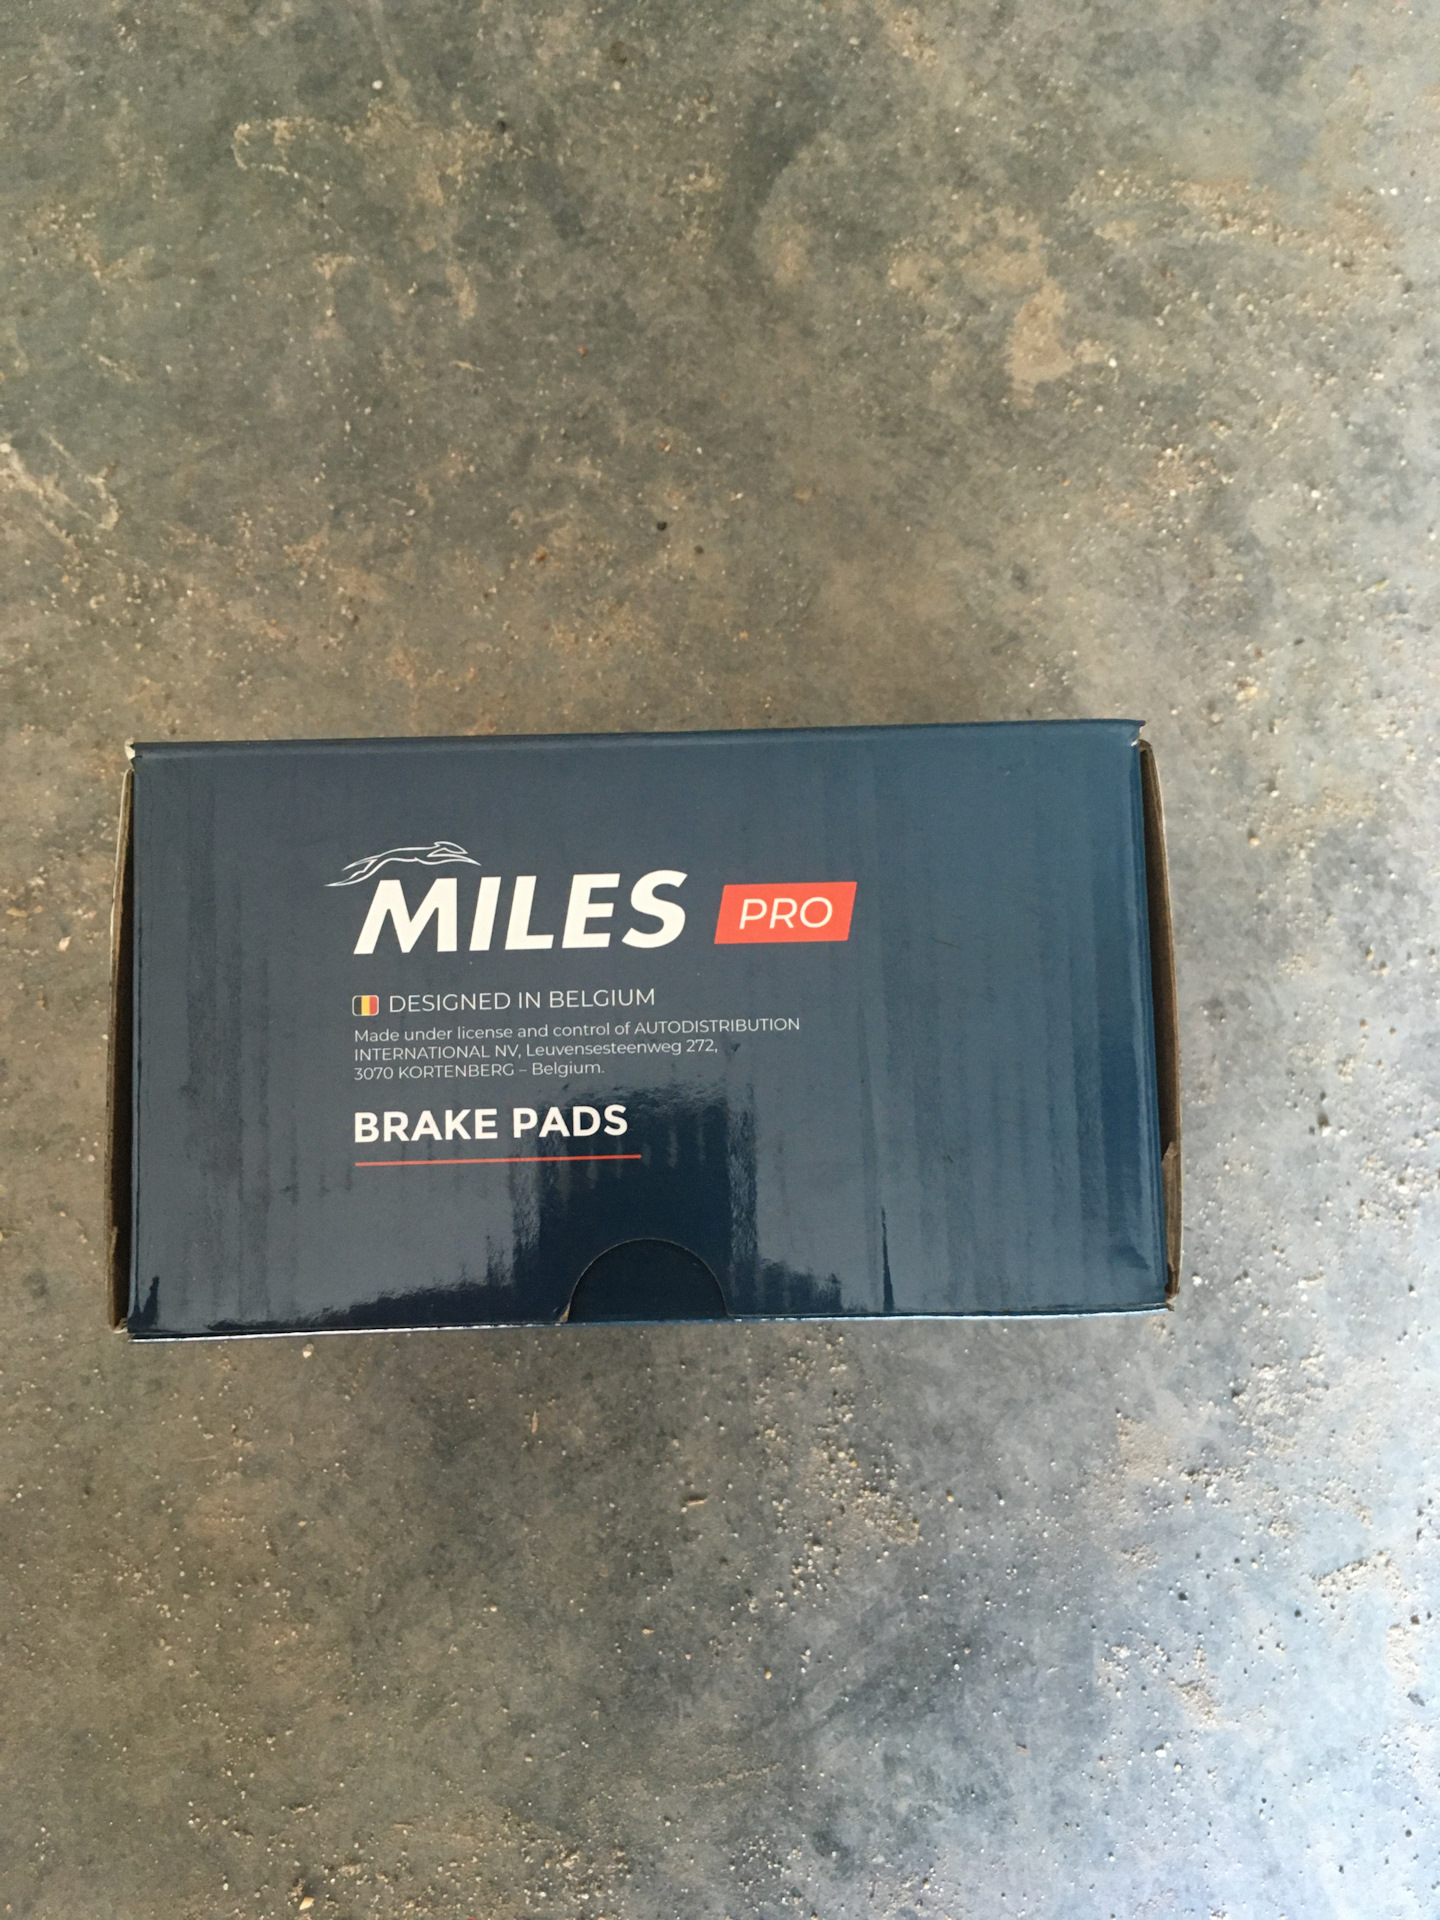 MILES PRO
DESIGNED IN BELGIUM
Made under license and control of AUTODISTRIBUTION
INTERNATIONAL NV, Leuvensesteenweg 272,
3070 KORTENBERG – Belgium.
BRAKE PADS